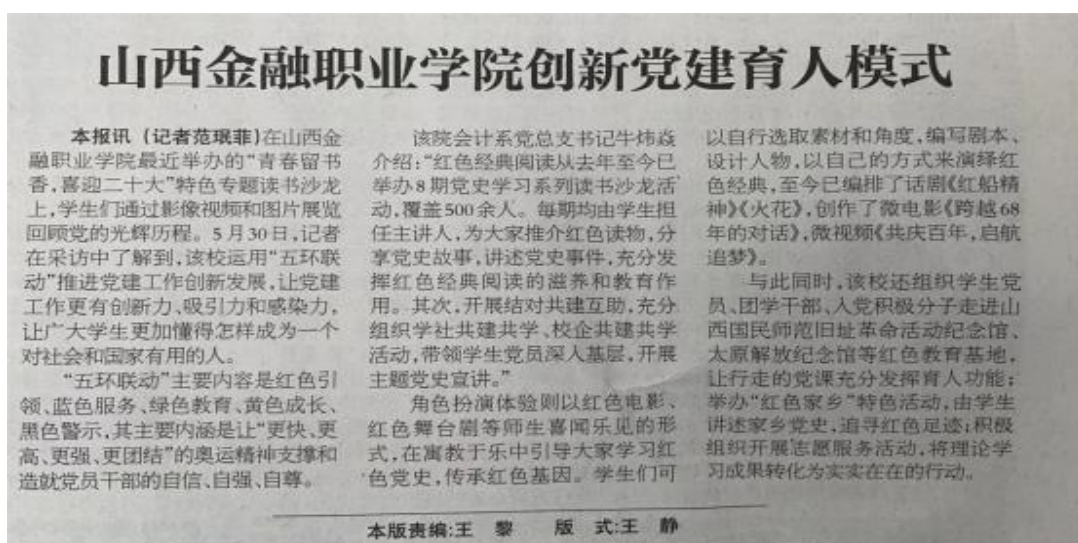 山西金融职业学院创新党建育人模式
本报讯（记者范珉菲）在山西金
融职业学院最近举办的“青春留书
香,喜迎二十大”特色专题读书沙龙
上,学生们通过影像视频和图片展览
回顾党的光辉历程。5月30日,记者
在采访中了解到,该校运用“五环联
动”推进党建工作创新发展,让党建
工作更有创新力、吸引力和感染力,
让广大学生更加懂得怎样成为一个
对社会和国家有用的人。
“五环联动”主要内容是红色引
领、蓝色服务、绿色教育、黄色成长、
黑色警示,其主要内涵是让“更快、更
高、更强、更团结”的奥运精神支撑和
造就党员干部的自信、自强、自尊。
该院会计系党总支书记牛炜焱
介绍:“红色经典阅读从去年至今已
举办8期党史学习系列读书沙龙活
动,覆盖500余人。每期均由学生担
任主讲人,为大家推介红色读物,分
享党史故事,讲述党史事件,充分发
挥红色经典阅读的滋养和教育作
用。其次,开展结对共建互助,充分
组织学社共建共学、校企共建共学
活动,带领学生党员深入基层,开展
主题党史宣讲。”
角色扮演体验则以红色电影、
红色舞台剧等师生喜闻乐见的形
式,在寓教于乐中引导大家学习红
色党史,传承红色基因。学生们可
以自行选取素材和角度,编写剧本、
设计人物,以自己的方式来演绎红
色经典,至今已编排了话剧《红船精
神》《火花》,创作了微电影《跨越68
年的对话》,微视频《共庆百年,启航
追梦》。
与此同时,该校还组织学生党
员、团学干部、入党积极分子走进山
西国民师范旧址革命活动纪念馆、
太原解放纪念馆等红色教育基地,
让行走的党课充分发挥育人功能;
举办“红色家乡”特色活动,由学生
讲述家乡党史,追寻红色足迹;积极
组织开展志愿服务活动,将理论学
习成果转化为实实在在的行动。
本版责编:王 黎 版 式:王 静